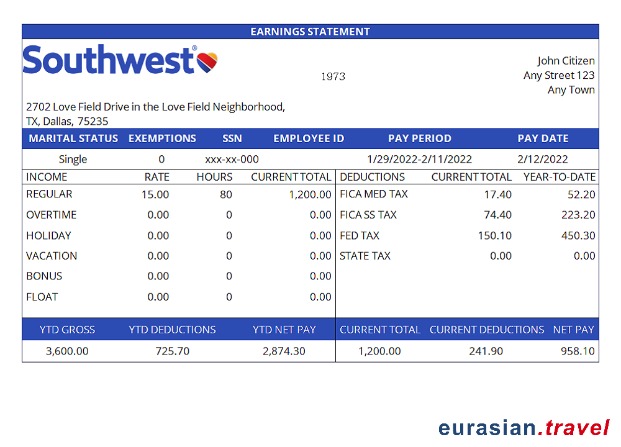 EARNINGS STATEMENT
Southwest®
1973
John Citizen
Any Street 123
Any Town
2702 Love Field Drive in the Love Field Neighborhood,
TX, Dallas, 75235
MARITAL STATUS EXEMPTIONS SSN EMPLOYEE ID PAY PERIOD PAY DATE
Single 0 xxx-xx-000 1/29/2022-2/11/2022 2/12/2022
INCOME RATE HOURS CURRENT TOTAL DEDUCTIONS CURRENT TOTAL YEAR-TO-DATE
REGULAR 15.00 80 1,200.00 FICA MED TAX 17.40 52.20
OVERTIME 0.00 0 0.00 FICA SS TAX 74.40 223.20
HOLIDAY 0.00 0 0.00 FED TAX 150.10 450.30
VACATION 0.00 0 0.00 STATE TAX 0.00 0.00
BONUS 0.00 0 0.00
FLOAT 0.00 0 0.00
YTD GROSS YTD DEDUCTIONS YTD NET PAY CURRENT TOTAL CURRENT DEDUCTIONS NET PAY
3,600.00 725.70 2,874.30 1,200.00 241.90 958.10
eurasian.travel